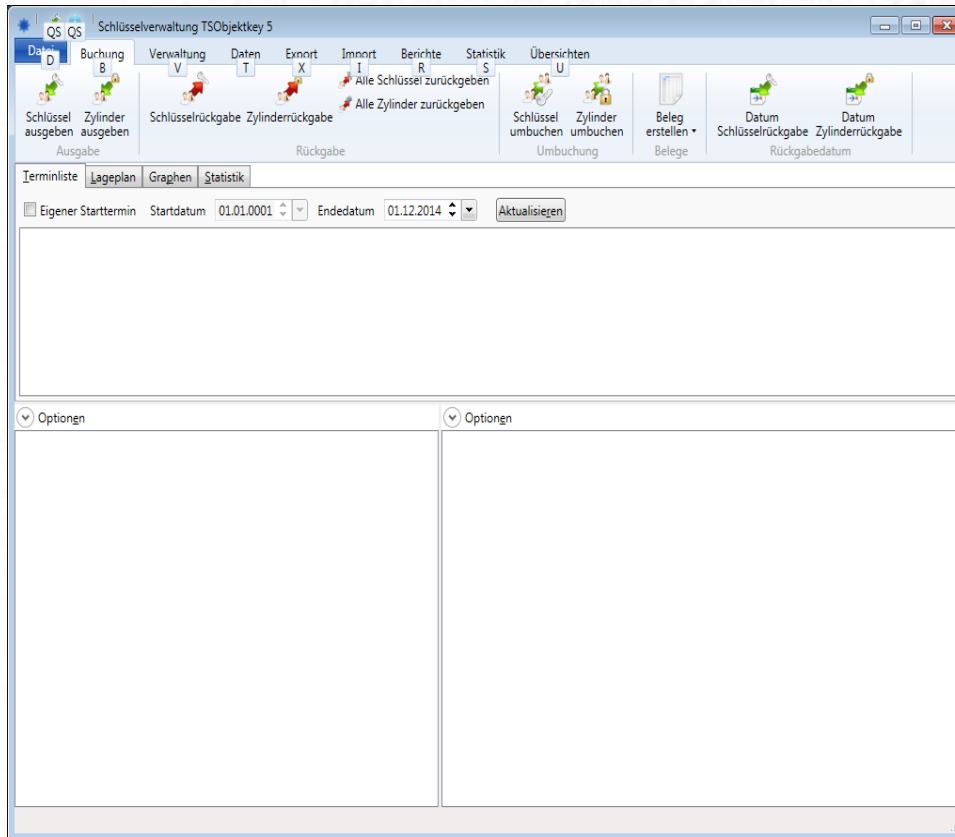 QS QS Schlüsselverwaltung TSObjektkey 5
Datei Buchung Verwaltung Daten Export Import Berichte Statistik Übersichten
D B V T X I R S U
Alle Schlüssel zurückgeben
Alle Zylinder zurückgeben
Schlüssel Zylinder Schlüsselrückgabe Zylinderrückgabe Schlüssel Zylinder Beleg Datum Datum
ausgeben ausgeben umbuchen umbuchen erstellen Schlüsselrückgabe Zylinderrückgabe
Ausgabe Rückgabe Umbuchung Belege Rückgabedatum
Terminliste Lageplan Graphen Statistik
Eigener Starttermin Startdatum 01.01.0001 Endedatum 01.12.2014 Aktualisieren
Optionen Optionen